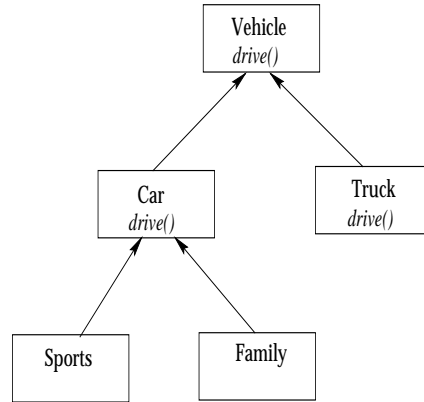 Vehicle
drive()
Car
drive()
Truck
drive()
Sports
Family